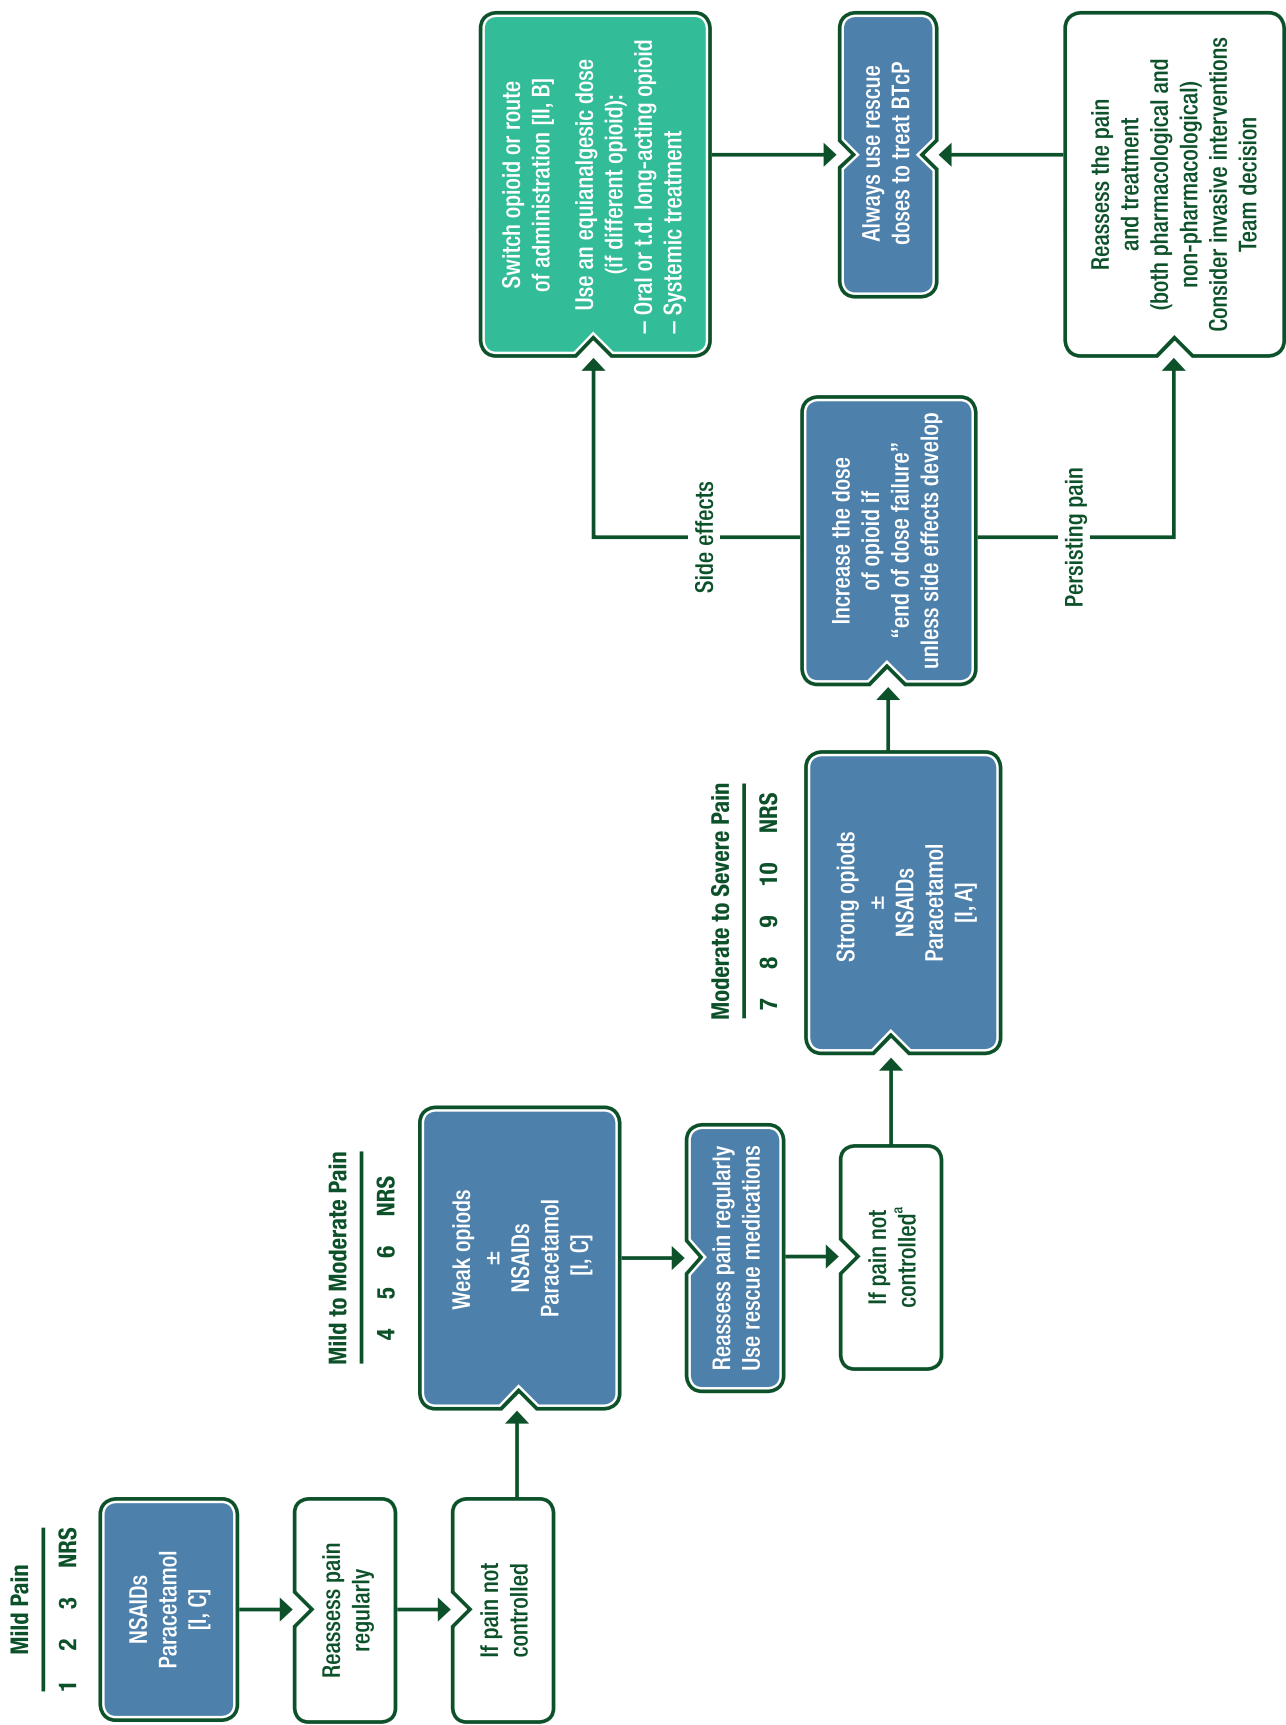 Mild Pain
1 2 3 NRS
NSAIDs
Paracetamol
[I, C]
Reassess pain
regularly
If pain not
controlled
Mild to Moderate Pain
4 5 6 NRS
Weak opiods
±
NSAIDs
Paracetamol
[I, C]
Reassess pain regularly
Use rescue medications
If pain not
controlledª
Moderate to Severe Pain
7 8 9 10 NRS
Strong opiods
±
NSAIDs
Paracetamol
[I, A]
Increase the dose
of opioid if
“end of dose failure”
unless side effects develop
Side effects
Switch opioid or route
of administration [II, B]
Use an equianalgesic dose
(if different opioid):
– Oral or t.d. long-acting opioid
– Systemic treatment
Always use rescue
doses to treat BTcP
Persisting pain
Reassess the pain
and treatment
(both pharmacological and
non-pharmacological)
Consider invasive interventions
Team decision